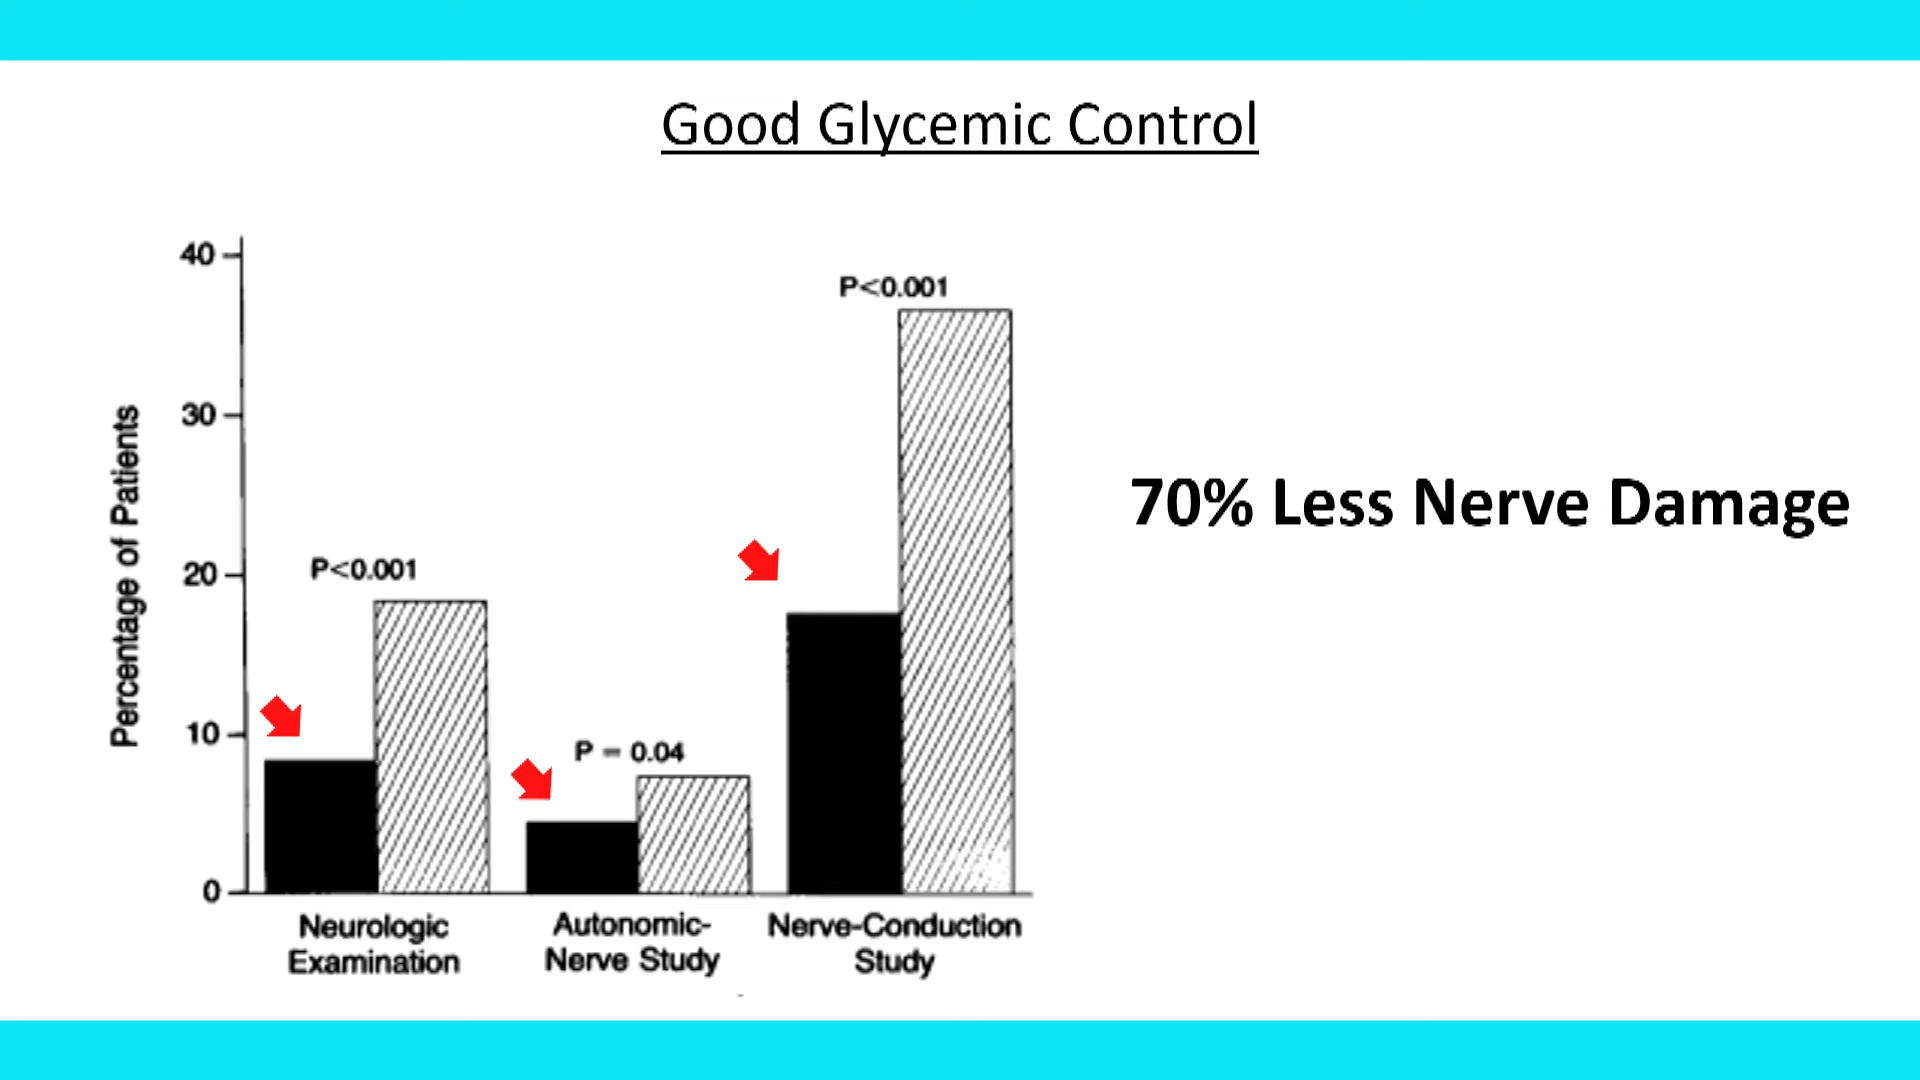 Good Glycemic Control
40
30
20
10
0
Percentage of Patients
P<0.001
P = 0.04
P<0.001
Neurologic
Examination
Autonomic-
Nerve Study
Nerve-Conduction
Study
70% Less Nerve Damage